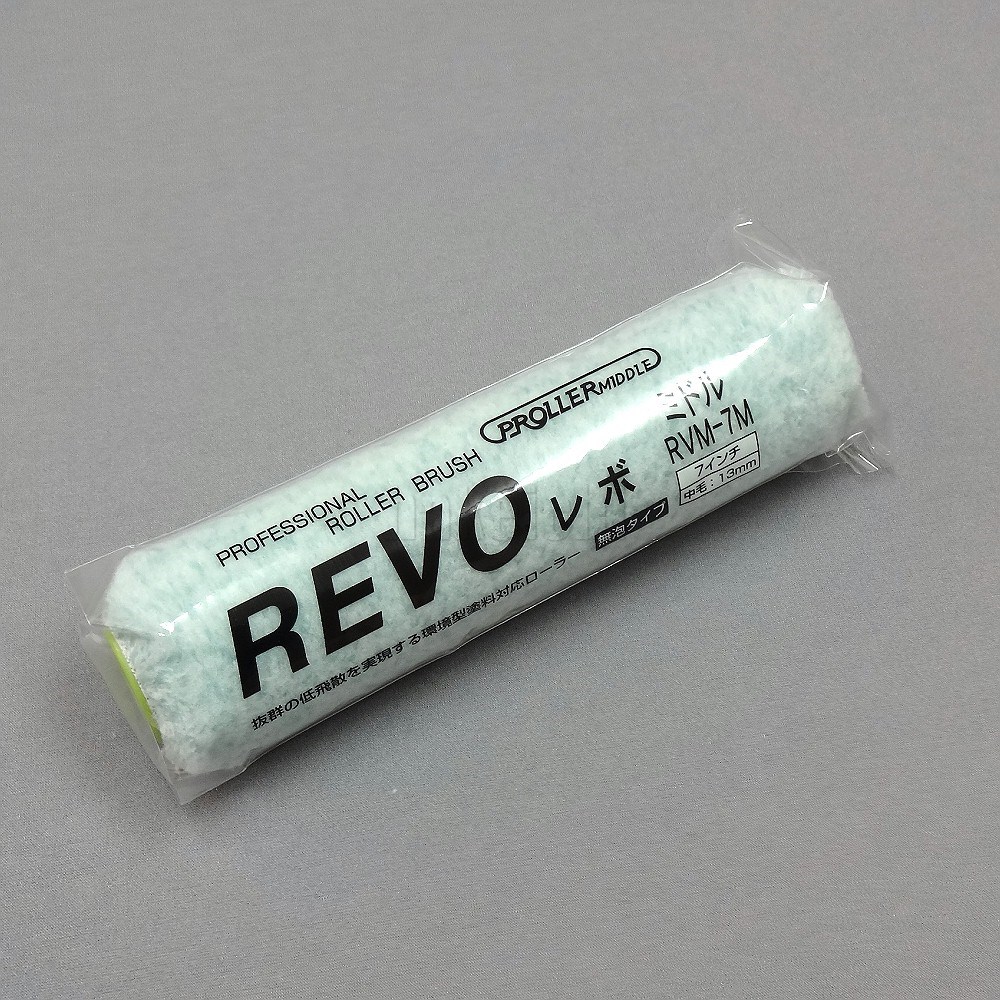 PROLLER MIDDLE
PROFESSIONAL
ROLLER BRUSH
REVO レボ
ミドル
RVM-7M
7インチ
中毛：13mm
無泡タイプ
抜群の低飛散を実現する環境型塗料対応ローラー